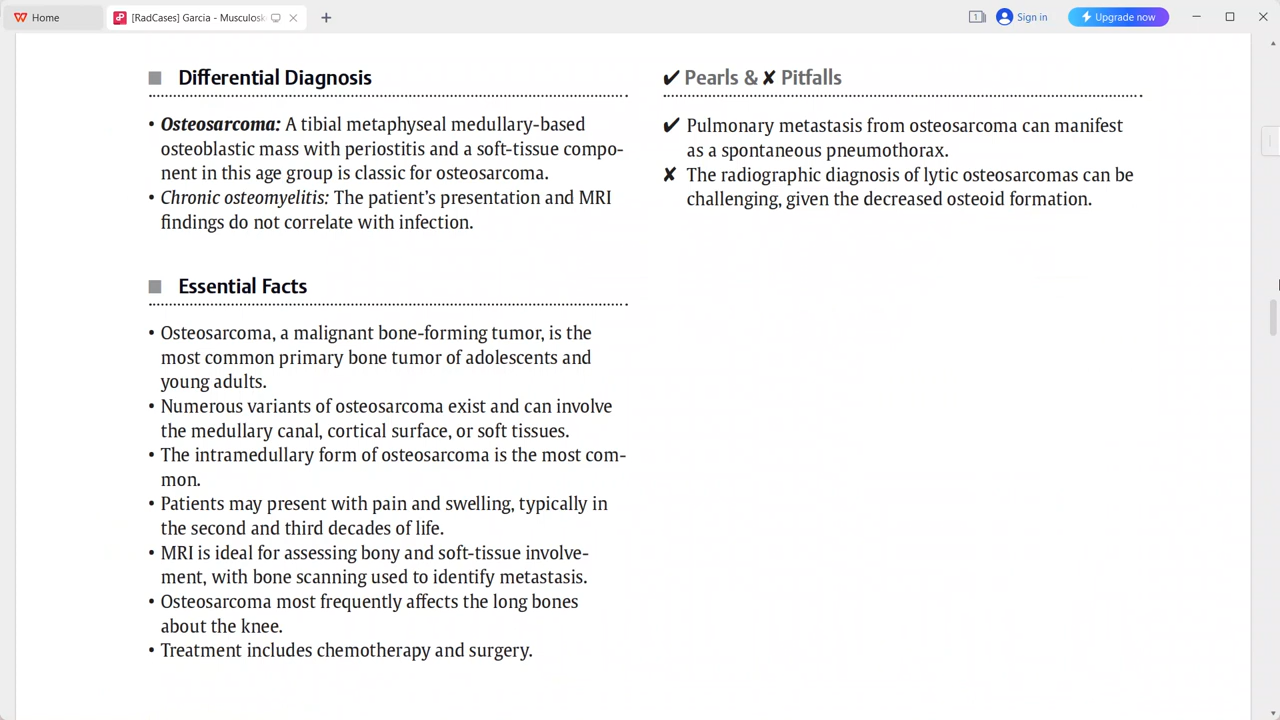 Home
[RadCases] Garcia - Musculosk
1
Sign in
Upgrade now
Differential Diagnosis
• Osteosarcoma: A tibial metaphyseal medullary-based
osteoblastic mass with periostitis and a soft-tissue compo-
nent in this age group is classic for osteosarcoma.
• Chronic osteomyelitis: The patient's presentation and MRI
findings do not correlate with infection.
Essential Facts
• Osteosarcoma, a malignant bone-forming tumor, is the
most common primary bone tumor of adolescents and
young adults.
• Numerous variants of osteosarcoma exist and can involve
the medullary canal, cortical surface, or soft tissues.
• The intramedullary form of osteosarcoma is the most com-
mon.
• Patients may present with pain and swelling, typically in
the second and third decades of life.
• MRI is ideal for assessing bony and soft-tissue involve-
ment, with bone scanning used to identify metastasis.
• Osteosarcoma most frequently affects the long bones
about the knee.
• Treatment includes chemotherapy and surgery.
✔ Pearls & ✘ Pitfalls
✔ Pulmonary metastasis from osteosarcoma can manifest
as a spontaneous pneumothorax.
✘ The radiographic diagnosis of lytic osteosarcomas can be
challenging, given the decreased osteoid formation.